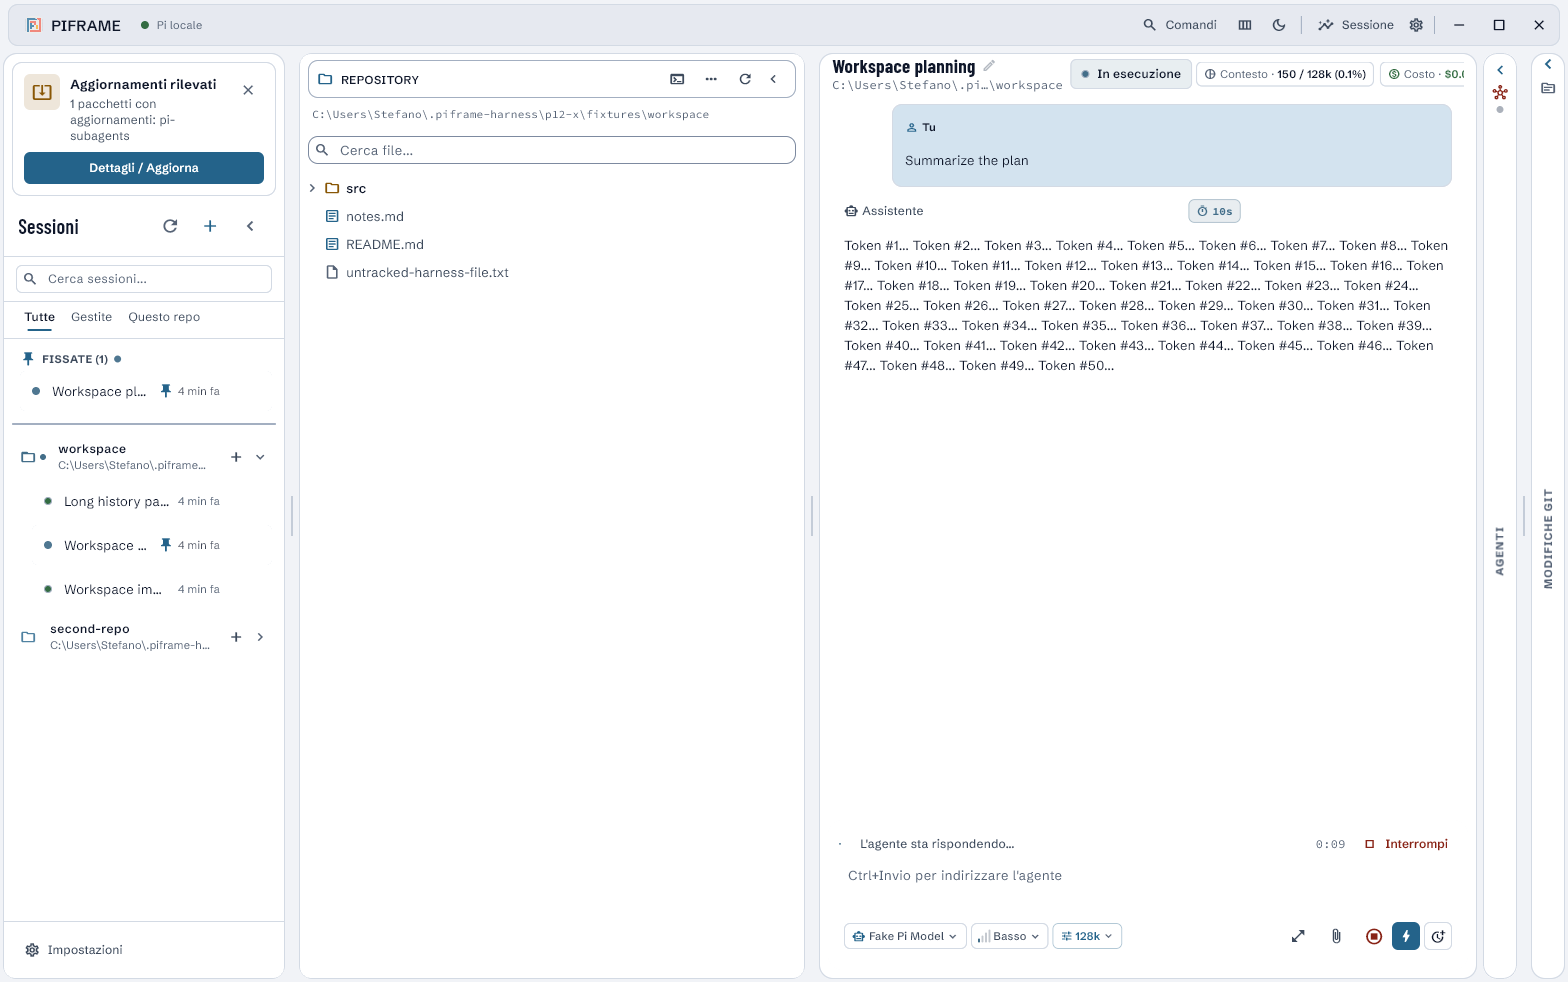 PIFRAME
Pi locale
Comandi
Sessione
Aggiornamenti rilevati
1 pacchetti con
aggiornamenti: pi-
subagents
Dettagli / Aggiorna
Sessioni
Cerca sessioni...
Tutte Gestite Questo repo
FISSATE (1)
Workspace pl... 4 min fa
workspace
C:\Users\Stefano\.piframe...
Long history pa... 4 min fa
Workspace ... 4 min fa
Workspace im... 4 min fa
second-repo
C:\Users\Stefano\.piframe-h...
Impostazioni
REPOSITORY
C:\Users\Stefano\.piframe-harness\p12-x\fixtures\workspace
Cerca file...
src
notes.md
README.md
untracked-harness-file.txt
Workspace planning
C:\Users\Stefano\.pi…\workspace
In esecuzione
Contesto · 150 / 128k (0.1%)
Costo · $0.0
Tu
Summarize the plan
Assistente
10s
Token #1... Token #2... Token #3... Token #4... Token #5... Token #6... Token #7... Token #8... Token
#9... Token #10... Token #11... Token #12... Token #13... Token #14... Token #15... Token #16... Token
#17... Token #18... Token #19... Token #20... Token #21... Token #22... Token #23... Token #24...
Token #25... Token #26... Token #27... Token #28... Token #29... Token #30... Token #31... Token
#32... Token #33... Token #34... Token #35... Token #36... Token #37... Token #38... Token #39...
Token #40... Token #41... Token #42... Token #43... Token #44... Token #45... Token #46... Token
#47... Token #48... Token #49... Token #50...
L'agente sta rispondendo...
0:09
Interrompi
Ctrl+Invio per indirizzare l'agente
Fake Pi Model
Basso
128k
AGENTI
MODIFICHE GIT